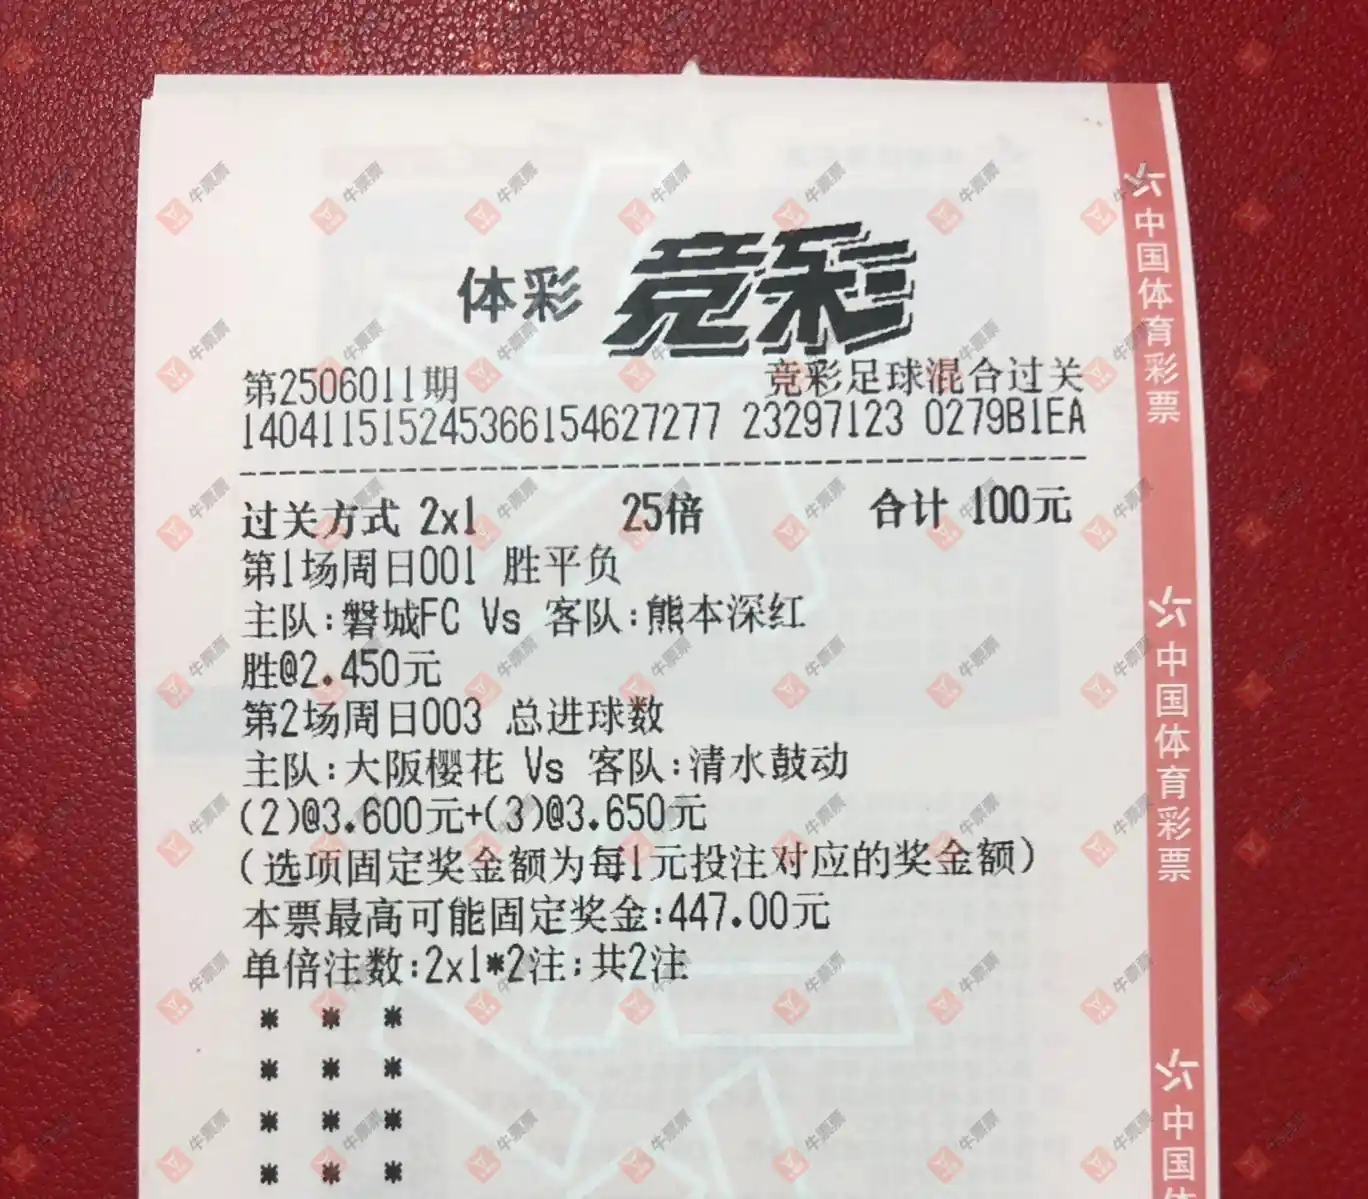 体彩 竞彩
第2506011期 竞彩足球混合过关
140411515245366154627277 23297123 0279B1EA
过关方式 2x1 25倍 合计 100元
第1场周日001 胜平负
主队:磐城FC Vs 客队:熊本深红
胜@2.450元
第2场周日003 总进球数
主队:大阪樱花 Vs 客队:清水鼓动
(2)@3.600元+(3)@3.650元
(选项固定奖金额为每1元投注对应的奖金额)
本票最高可能固定奖金:447.00元
单倍注数:2x1*2注;共2注
* * *
* * *
* * *
* * *
中国体育彩票
中国体育彩票
中国体
牛票票